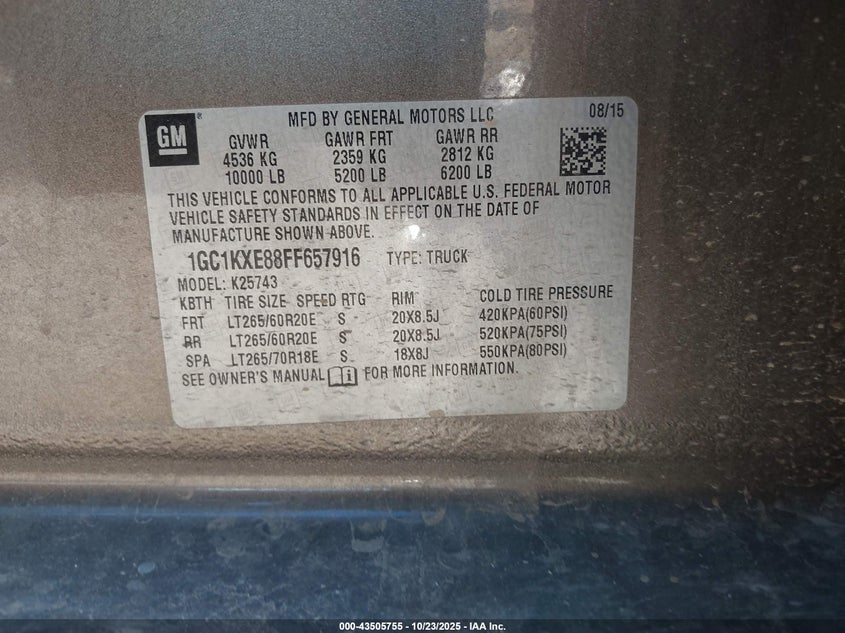 GM
MFD BY GENERAL MOTORS LLC 08/15
GVWR GAWR FRT GAWR RR
4536 KG 2359 KG 2812 KG
10000 LB 5200 LB 6200 LB
THIS VEHICLE CONFORMS TO ALL APPLICABLE U.S. FEDERAL MOTOR
VEHICLE SAFETY STANDARDS IN EFFECT ON THE DATE OF
MANUFACTURE SHOWN ABOVE.
1GC1KXE88FF657916 TYPE: TRUCK
MODEL: K25743
KBTH TIRE SIZE SPEED RTG RIM COLD TIRE PRESSURE
FRT LT265/60R20E S 20X8.5J 420KPA(60PSI)
RR LT265/60R20E S 20X8.5J 520KPA(75PSI)
SPA LT265/70R18E S 18X8J 550KPA(80PSI)
SEE OWNER'S MANUAL FOR MORE INFORMATION.
000-43505755 - 10/23/2025 - IAA Inc.